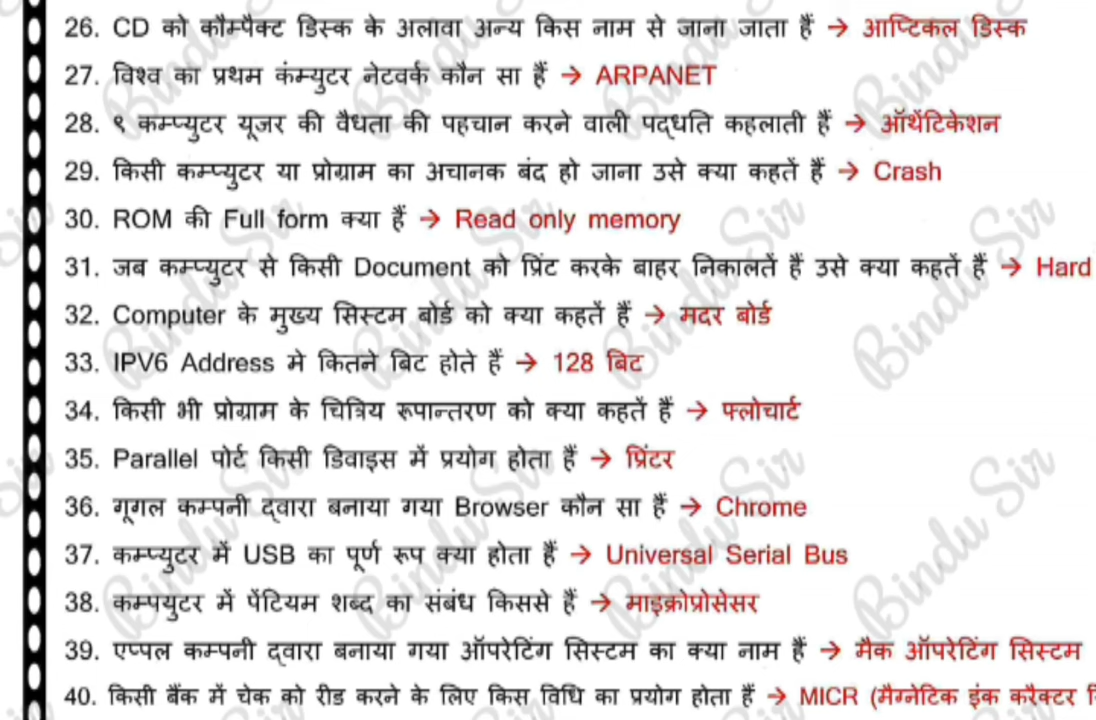 26. CD को कौम्पैक्ट डिस्क के अलावा अन्य किस नाम से जाना जाता हैं → आप्टिकल डिस्क
27. विश्व का प्रथम कंम्युटर नेटवर्क कौन सा हैं → ARPANET
28. ९ कम्प्युटर यूजर की वैधता की पहचान करने वाली पद्धति कहलाती हैं → ऑथेंटिकेशन
29. किसी कम्प्युटर या प्रोग्राम का अचानक बंद हो जाना उसे क्या कहतें हैं → Crash
30. ROM की Full form क्या हैं → Read only memory
31. जब कम्प्युटर से किसी Document को प्रिंट करके बाहर निकालतें हैं उसे क्या कहतें हैं → Hard
32. Computer के मुख्य सिस्टम बोर्ड को क्या कहतें हैं → मदर बोर्ड
33. IPV6 Address मे कितने बिट होते हैं → 128 बिट
34. किसी भी प्रोग्राम के चित्रिय रूपान्तरण को क्या कहतें हैं → फ्लोचार्ट
35. Parallel पोर्ट किसी डिवाइस में प्रयोग होता हैं → प्रिंटर
36. गूगल कम्पनी द्वारा बनाया गया Browser कौन सा हैं → Chrome
37. कम्प्युटर में USB का पूर्ण रूप क्या होता हैं → Universal Serial Bus
38. कम्पयुटर में पेंटियम शब्द का संबंध किससे हैं → माइक्रोप्रोसेसर
39. एप्पल कम्पनी द्वारा बनाया गया ऑपरेटिंग सिस्टम का क्या नाम हैं → मैक ऑपरेटिंग सिस्टम
40. किसी बैंक में चेक को रीड करने के लिए किस विधि का प्रयोग होता हैं → MICR (मैग्नेटिक इंक करैक्टर